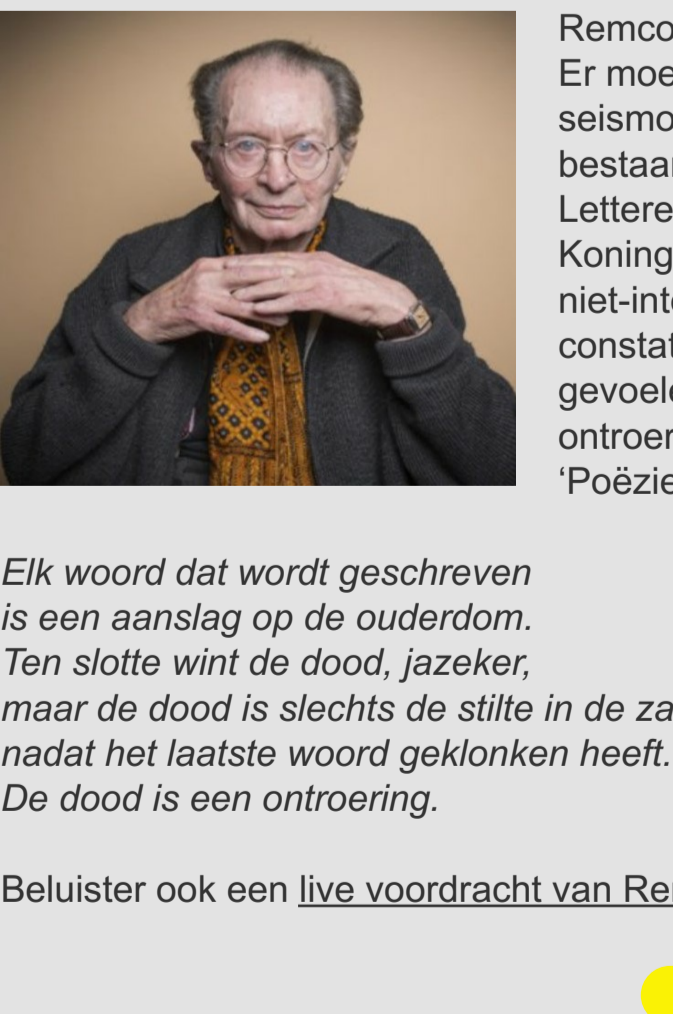 Remco
Er moe
seismo
bestaan
Lettere
Koning
niet-inte
constat
gevoele
ontroer
‘Poëzie
Elk woord dat wordt geschreven
is een aanslag op de ouderdom.
Ten slotte wint de dood, jazeker,
maar de dood is slechts de stilte in de za
nadat het laatste woord geklonken heeft.
De dood is een ontroering.
Beluister ook een live voordracht van Re